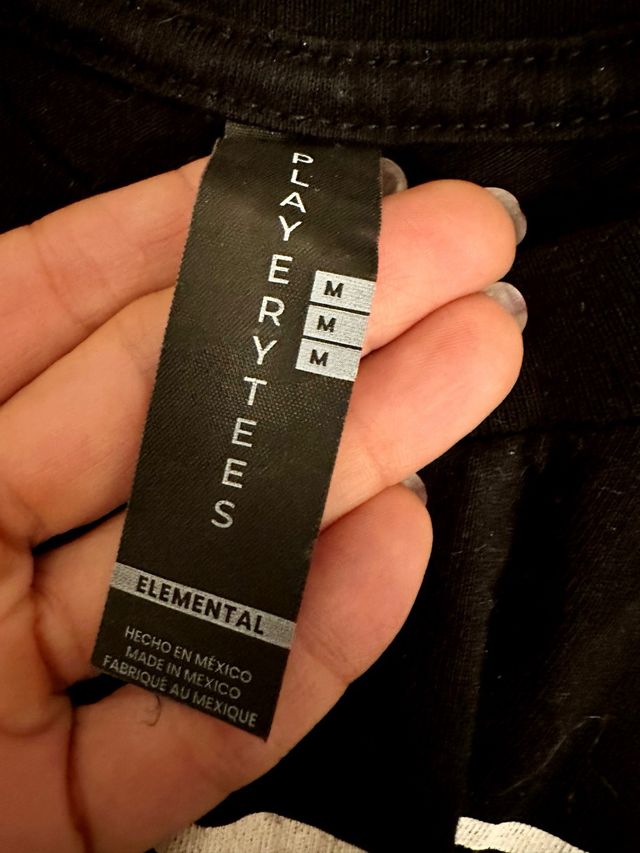 PLAYERYTEES
M
M
M
ELEMENTAL
HECHO EN MÉXICO
MADE IN MEXICO
FABRIQUÉ AU MEXIQUE